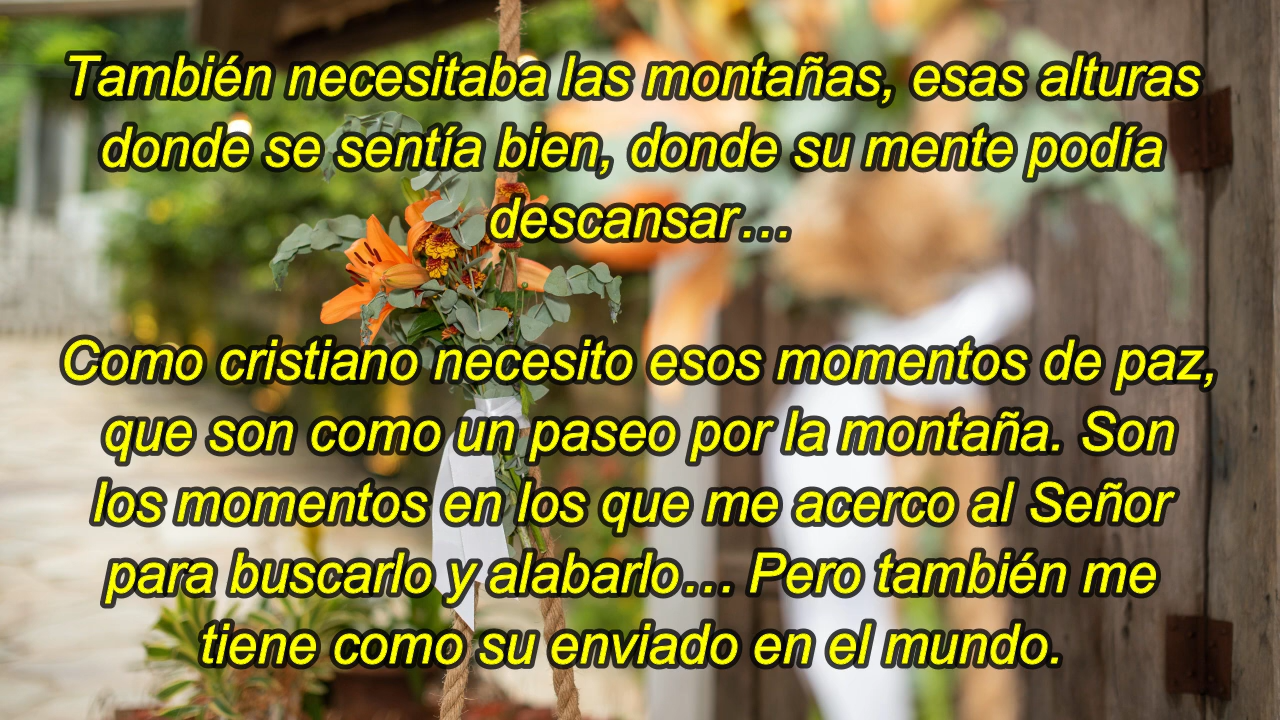 También necesitaba las montañas, esas alturas
donde se sentía bien, donde su mente podía
descansar…
Como cristiano necesito esos momentos de paz,
que son como un paseo por la montaña. Son
los momentos en los que me acerco al Señor
para buscarlo y alabarlo… Pero también me
tiene como su enviado en el mundo.